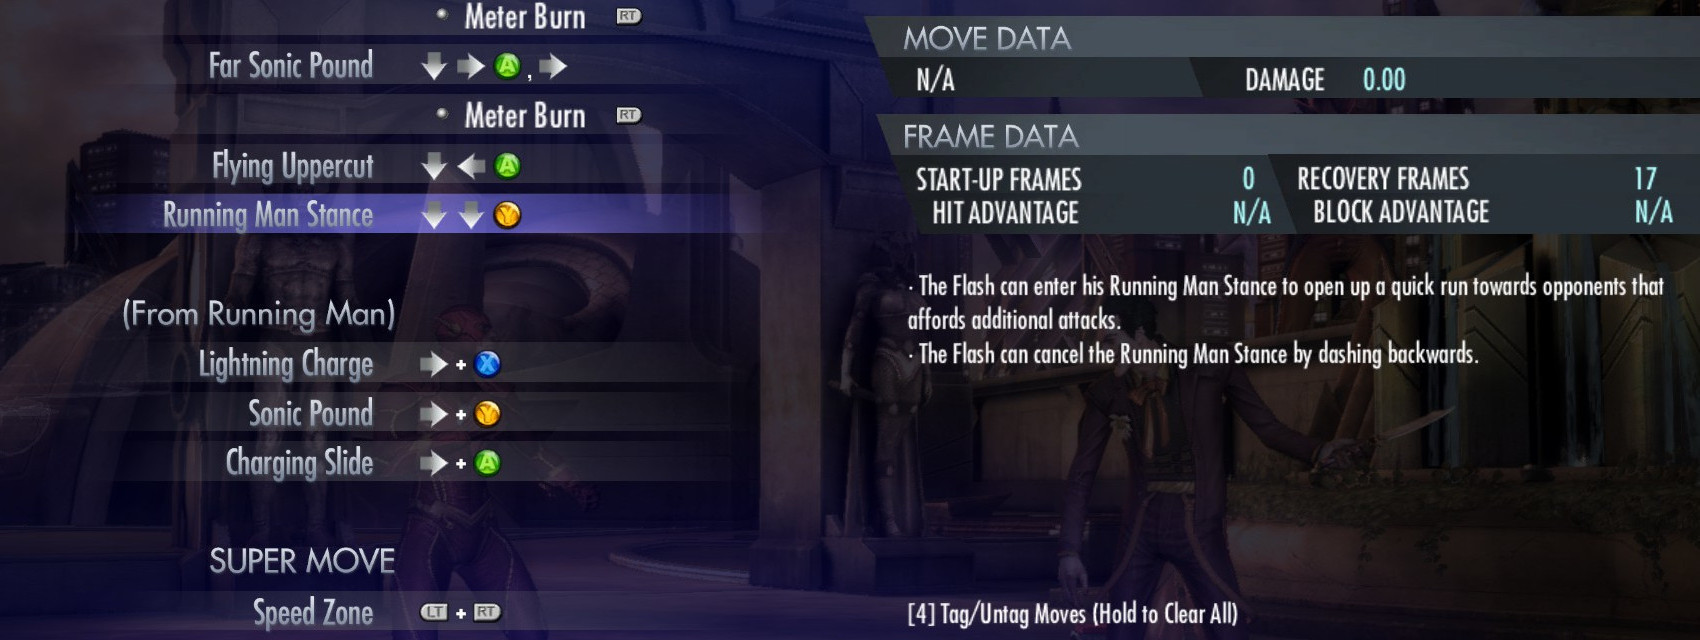 Meter Burn RT
Far Sonic Pound A ,
Meter Burn RT
Flying Uppercut A
Running Man Stance Y
(From Running Man)
Lightning Charge + X
Sonic Pound + Y
Charging Slide + A
SUPER MOVE
Speed Zone LT + RT
MOVE DATA
N/A DAMAGE 0.00
FRAME DATA
START-UP FRAMES 0 RECOVERY FRAMES 17
HIT ADVANTAGE N/A BLOCK ADVANTAGE N/A
· The Flash can enter his Running Man Stance to open up a quick run towards opponents that
affords additional attacks.
· The Flash can cancel the Running Man Stance by dashing backwards.
[4] Tag/Untag Moves (Hold to Clear All)